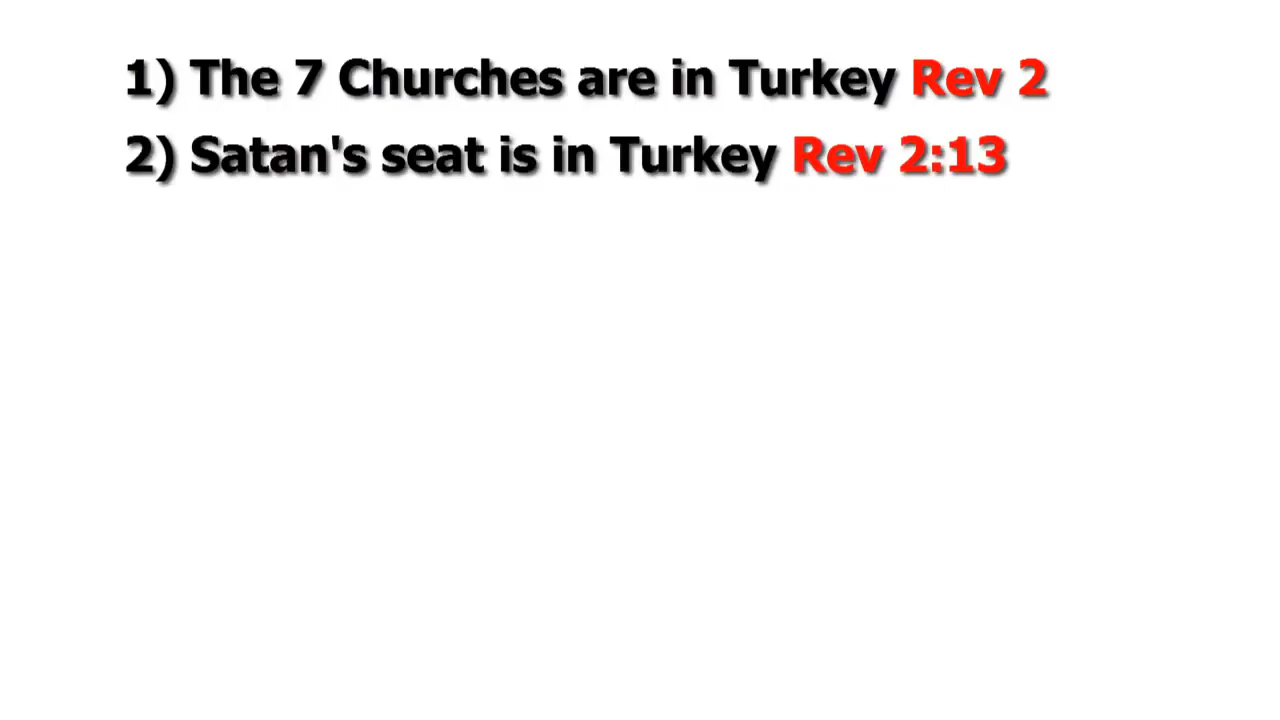 1) The 7 Churches are in Turkey Rev 2
2) Satan's seat is in Turkey Rev 2:13